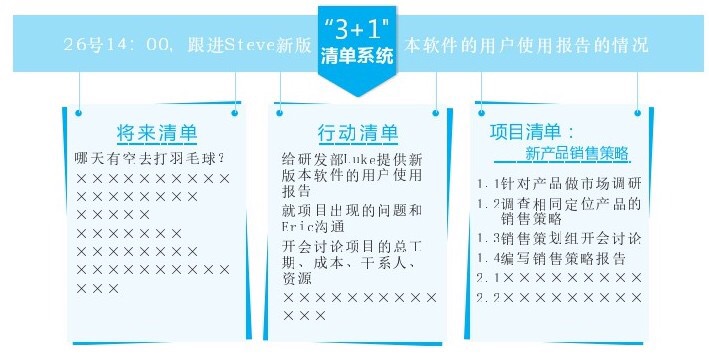 “3+1”
清单系统
26号14：00，跟进Steve新版本软件的用户使用报告的情况
将来清单
哪天有空去打羽毛球？
××××××××××
××××××××
×××××
×××××××
××××××××
××××××××××
×××
行动清单
给研发部Luke提供新
版本软件的用户使用
报告
就项目出现的问题和
Eric沟通
开会讨论项目的总工
期、成本、干系人、
资源
××××××××××
×××
项目清单：
新产品销售策略
1.1针对产品做市场调研
1.2调查相同定位产品的
销售策略
1.3销售策划组开会讨论
1.4编写销售策略报告
2.1×××××××××
2.2×××××××××